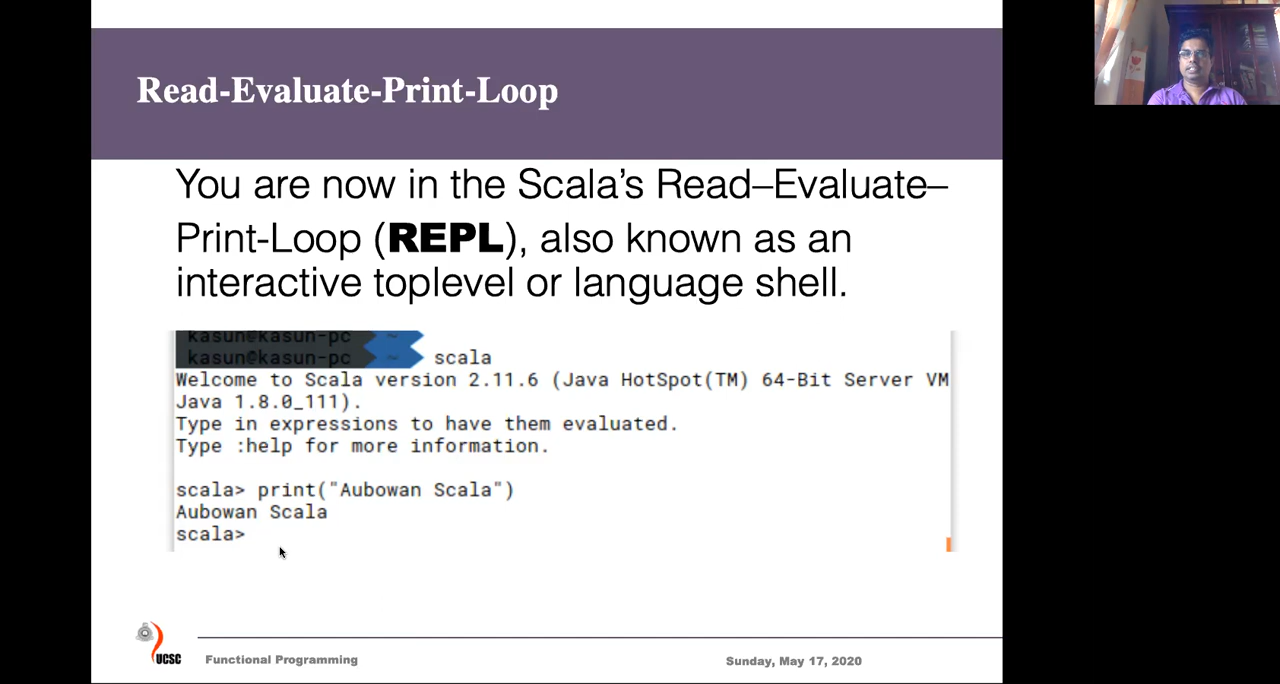 Read-Evaluate-Print-Loop
You are now in the Scala's Read–Evaluate–
Print-Loop (REPL), also known as an
interactive toplevel or language shell.
kasun@kasun-pc ~
kasun@kasun-pc ~ scala
Welcome to Scala version 2.11.6 (Java HotSpot(TM) 64-Bit Server VM
Java 1.8.0_111).
Type in expressions to have them evaluated.
Type :help for more information.
scala> print("Aubowan Scala")
Aubowan Scala
scala>
UCSC
Functional Programming
Sunday, May 17, 2020